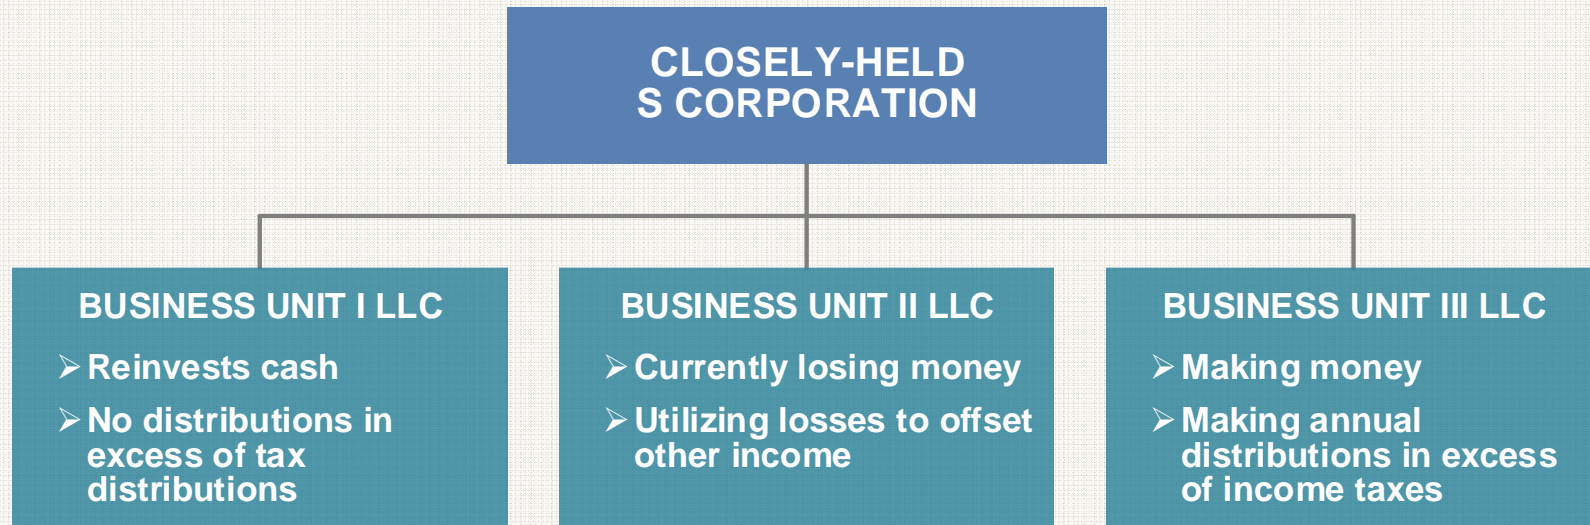 CLOSELY-HELD
S CORPORATION
BUSINESS UNIT I LLC
➢ Reinvests cash
➢ No distributions in
excess of tax
distributions
BUSINESS UNIT II LLC
➢ Currently losing money
➢ Utilizing losses to offset
other income
BUSINESS UNIT III LLC
➢ Making money
➢ Making annual
distributions in excess
of income taxes